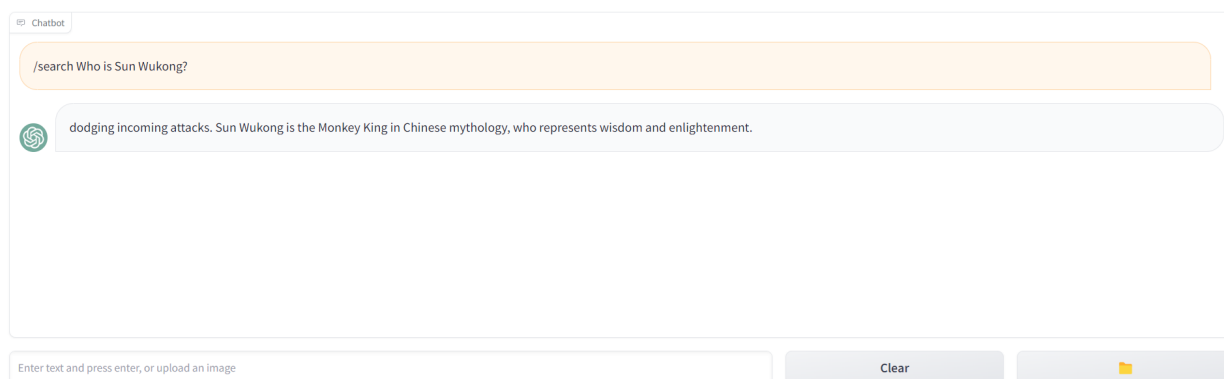 Chatbot
/search Who is Sun Wukong?
dodging incoming attacks. Sun Wukong is the Monkey King in Chinese mythology, who represents wisdom and enlightenment.
Enter text and press enter, or upload an image
Clear